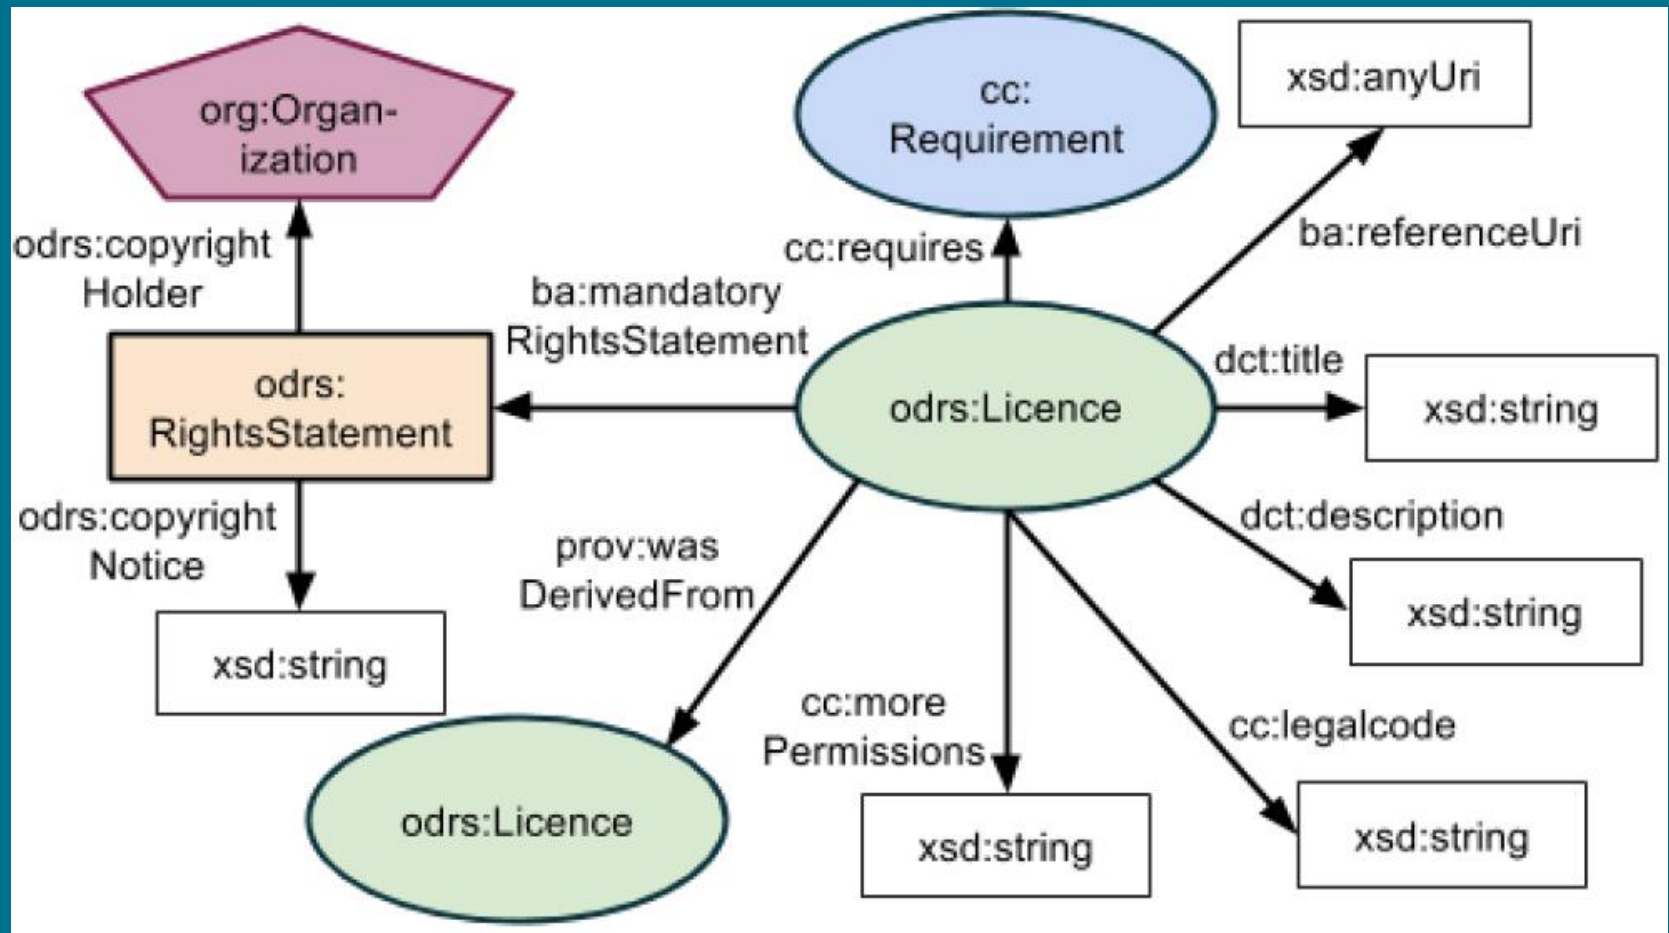 org:Organ-
ization
cc:
Requirement
xsd:anyUri
odrs:copyright
Holder
cc:requires
ba:referenceUri
ba:mandatory
RightsStatement
dct:title
odrs:
RightsStatement
odrs:Licence
xsd:string
odrs:copyright
Notice
prov:was
DerivedFrom
dct:description
xsd:string
xsd:string
cc:more
Permissions
cc:legalcode
odrs:Licence
xsd:string
xsd:string